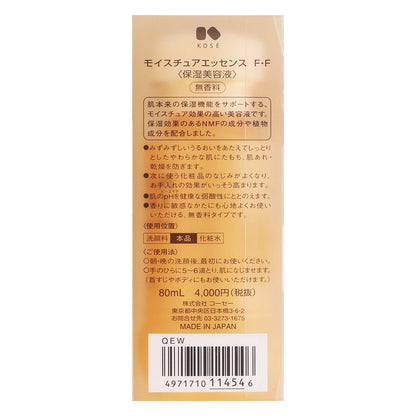 KOSÉ
モイスチュアエッセンス F・F
〈保湿美容液〉
無香料
肌本来の保湿機能をサポートする、
モイスチュア効果の高い美容液です。
保湿効果のあるNMFの成分や植物
成分を配合しました。
●みずみずしいうるおいをあたえてしっとり
としたやわらかな肌にたもち、肌あれ・
乾燥を防ぎます。
●次に使う化粧品のなじみがよくなり、
お手入れの効果がいっそう高まります。
●肌のpHを健康な弱酸性にととのえます。
●香りに敏感なかたにも心地よくお使い
いただける、無香料タイプです。
〈使用位置〉
洗顔料 本品 化粧水
〈ご使用法〉
○朝・晩の洗顔後、最初にお使いください。
○手のひらに5〜6滴とり、肌になじませます。
(首すじやボディにもお使いいただけます。)
80mL 4,000円(税抜)
株式会社 コーセー
東京都中央区日本橋3-6-2
お問合せ先 03-3273-1675
MADE IN JAPAN
QEW
4971710 114546